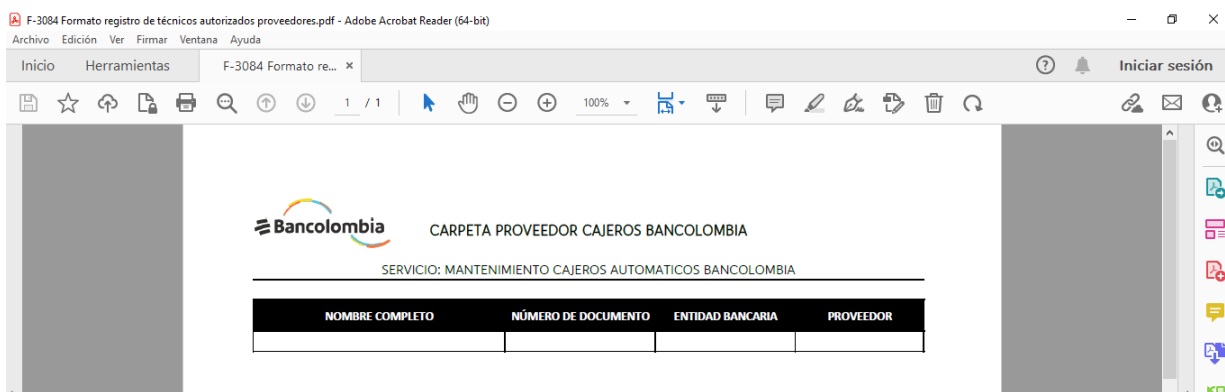 F-3084 Formato registro de técnicos autorizados proveedores.pdf - Adobe Acrobat Reader (64-bit)
Archivo Edición Ver Firmar Ventana Ayuda
Inicio Herramientas F-3084 Formato re... × Iniciar sesión
1 / 1 100%
Bancolombia
CARPETA PROVEEDOR CAJEROS BANCOLOMBIA
SERVICIO: MANTENIMIENTO CAJEROS AUTOMATICOS BANCOLOMBIA
NOMBRE COMPLETO NÚMERO DE DOCUMENTO ENTIDAD BANCARIA PROVEEDOR